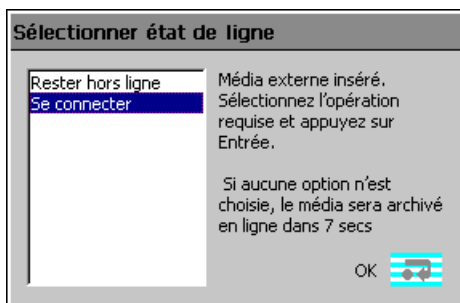 Sélectionner état de ligne
Rester hors ligne
Se connecter
Média externe inséré.
Sélectionnez l'opération
requise et appuyez sur
Entrée.
Si aucune option n'est
choisie, le média sera archivé
en ligne dans 7 secs
OK